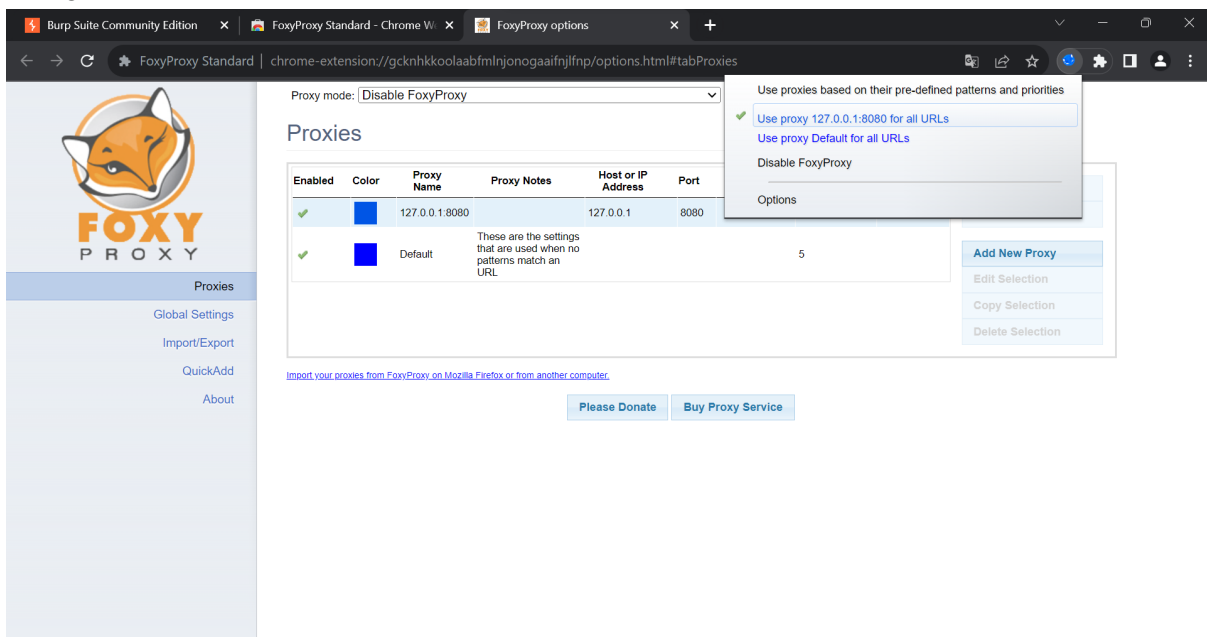 Burp Suite Community Edition
FoxyProxy Standard - Chrome W
FoxyProxy options
FoxyProxy Standard | chrome-extension://gcknhkkoolaabfmlnjonogaaifnjlfnp/options.html#tabProxies
Proxy mode: Disable FoxyProxy
Use proxies based on their pre-defined patterns and priorities
Use proxy 127.0.0.1:8080 for all URLs
Use proxy Default for all URLs
Disable FoxyProxy
Options
FOXY
PROXY
Proxies
Global Settings
Import/Export
QuickAdd
About
Proxies
Enabled Color Proxy Name Proxy Notes Host or IP Address Port
127.0.0.1:8080 127.0.0.1 8080
Default These are the settings that are used when no patterns match an URL 5
Add New Proxy
Edit Selection
Copy Selection
Delete Selection
Import your proxies from FoxyProxy on Mozilla Firefox or from another computer.
Please Donate
Buy Proxy Service